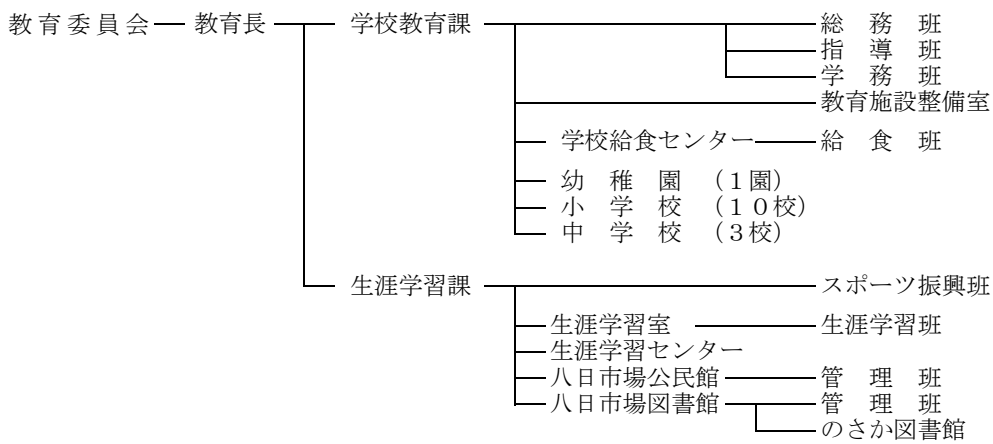 教育委員会 教育長 学校教育課 総務班
指導班
学務班
教育施設整備室
学校給食センター 給食班
幼稚園 (1園)
小学校 (10校)
中学校 (3校)
生涯学習課 スポーツ振興班
生涯学習室 生涯学習班
生涯学習センター
八日市場公民館 管理班
八日市場図書館 管理班
のさか図書館